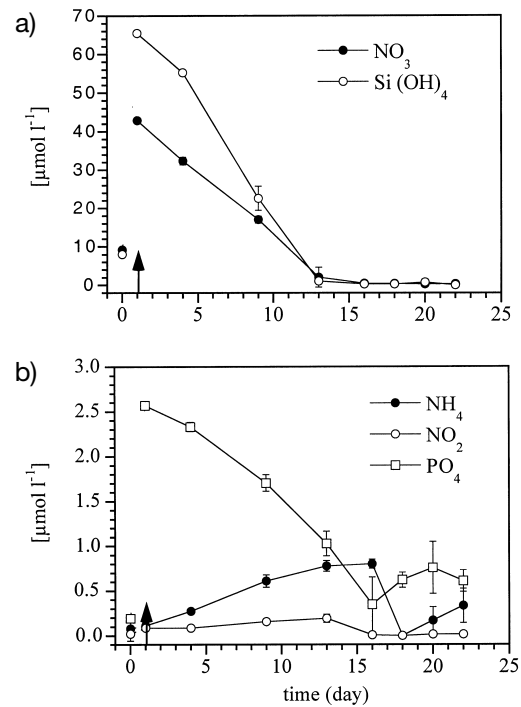 a)
70
60
50
40
30
20
10
0
[µmol l⁻¹]
NO₃
Si (OH)₄
0 5 10 15 20 25
b)
3.0
2.5
2.0
1.5
1.0
0.5
0.0
[µmol l⁻¹]
NH₄
NO₂
PO₄
0 5 10 15 20 25
time (day)